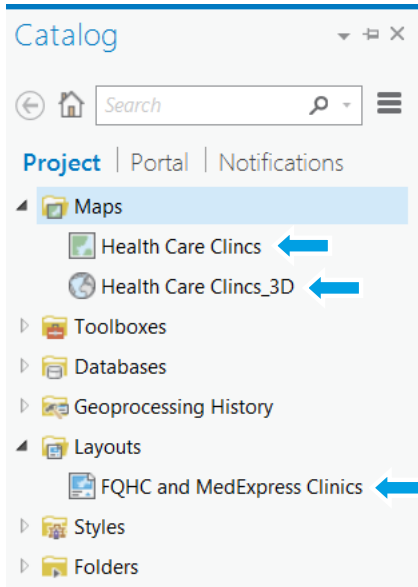 Catalog
Search
Project | Portal | Notifications
Maps
Health Care Clincs
Health Care Clincs_3D
Toolboxes
Databases
Geoprocessing History
Layouts
FQHC and MedExpress Clinics
Styles
Folders